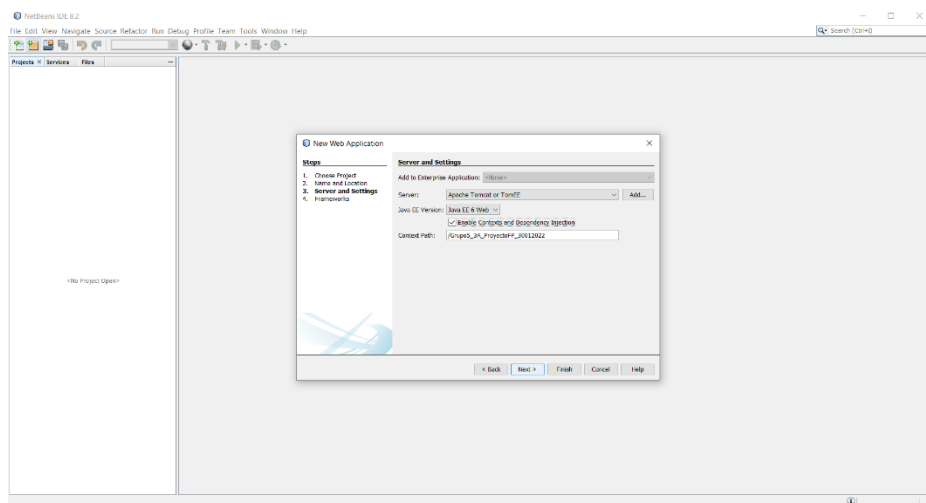 NetBeans IDE 8.2
File Edit View Navigate Source Refactor Run Debug Profile Team Tools Window Help
Search (Ctrl+I)
Projects Services Files
<No Project Open>
New Web Application
Steps
1. Choose Project
2. Name and Location
3. Server and Settings
4. Frameworks
Server and Settings
Add to Enterprise Application: <None>
Server: Apache Tomcat or TomEE Add...
Java EE Version: Java EE 6 Web
Enable Contexts and Dependency Injection
Context Path: /Grupo5_3A_ProyectoFP_30012022
< Back Next > Finish Cancel Help